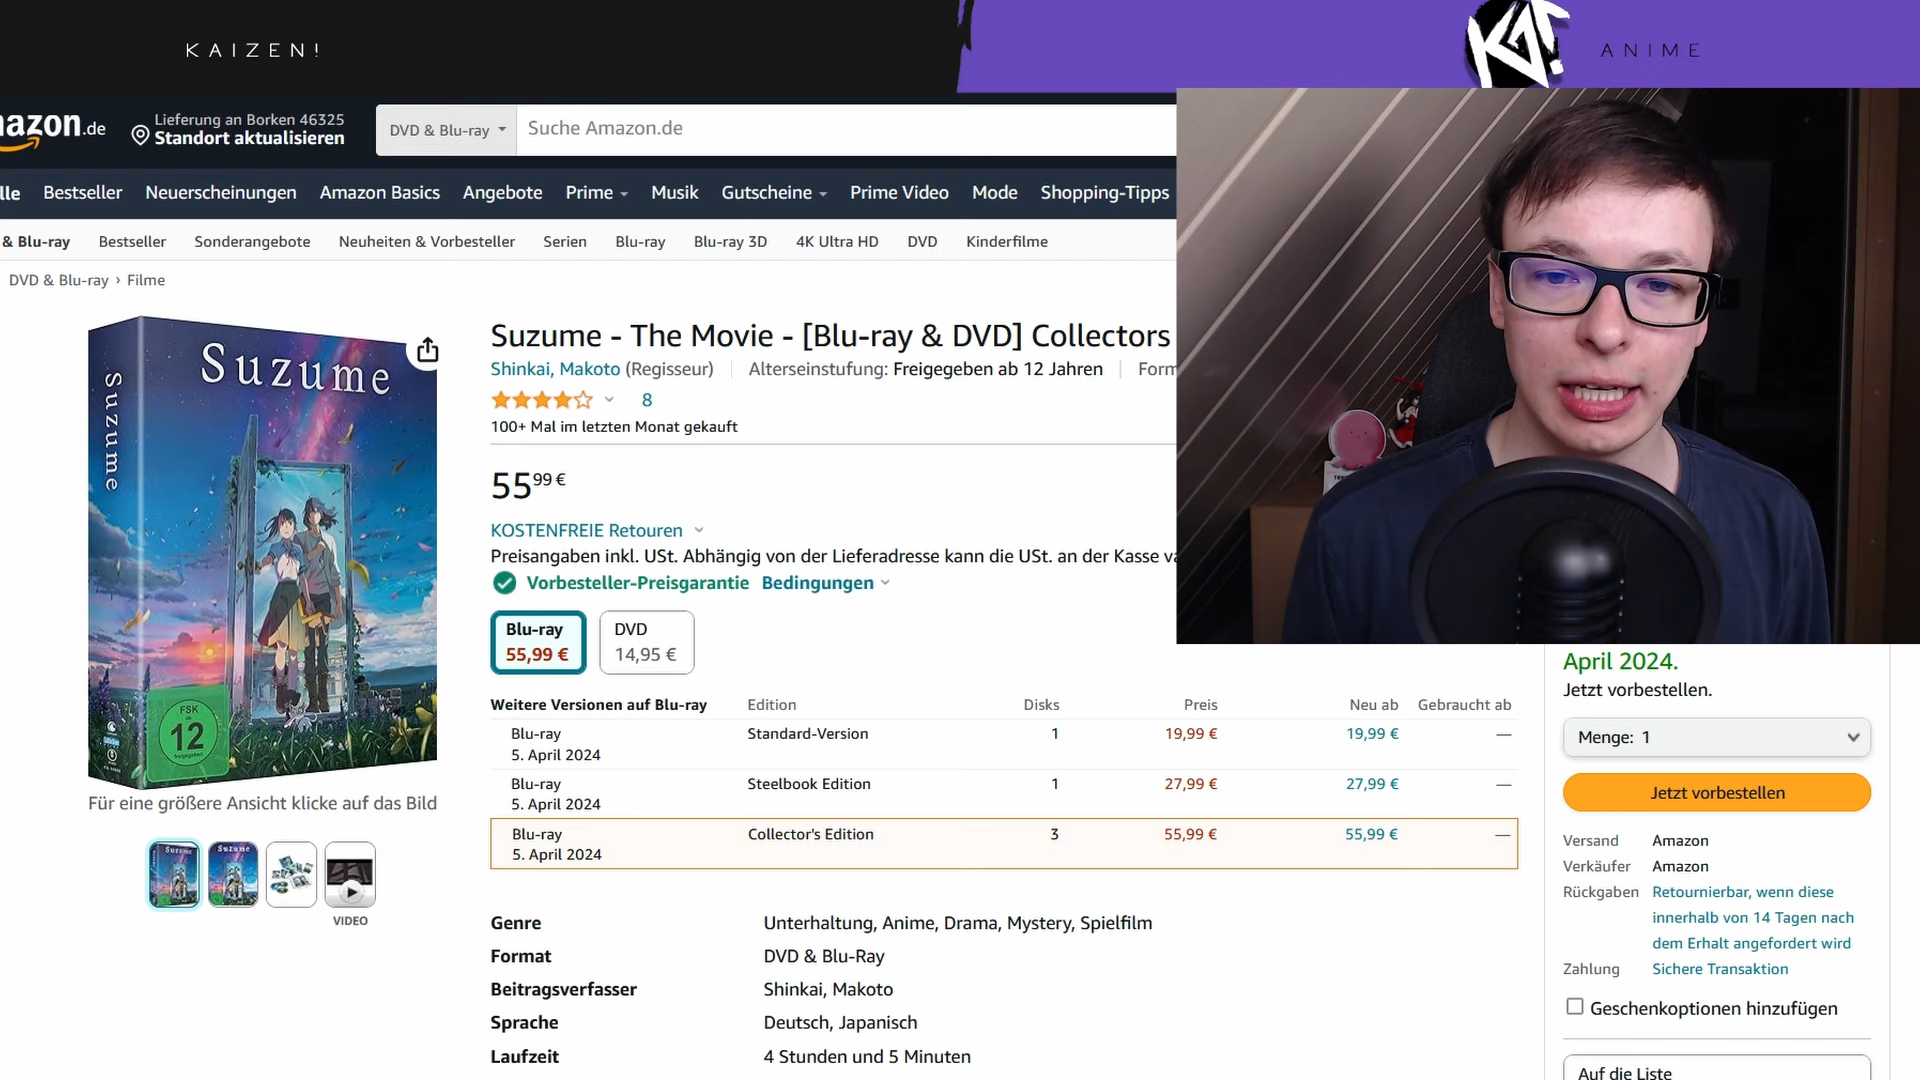 KAIZEN!
KAI!
ANIME
mazon.de
Lieferung an Borken 46325
Standort aktualisieren
DVD & Blu-ray
Suche Amazon.de
lle Bestseller Neuerscheinungen Amazon Basics Angebote Prime Musik Gutscheine Prime Video Mode Shopping-Tipps
& Blu-ray Bestseller Sonderangebote Neuheiten & Vorbesteller Serien Blu-ray Blu-ray 3D 4K Ultra HD DVD Kinderfilme
DVD & Blu-ray › Filme
Suzume
Suzume
FSK
ab
12
freigegeben
Für eine größere Ansicht klicke auf das Bild
VIDEO
Suzume - The Movie - [Blu-ray & DVD] Collectors
Shinkai, Makoto (Regisseur) Alterseinstufung: Freigegeben ab 12 Jahren Form
8
100+ Mal im letzten Monat gekauft
55 99 €
KOSTENFREIE Retouren
Preisangaben inkl. USt. Abhängig von der Lieferadresse kann die USt. an der Kasse va
Vorbesteller-Preisgarantie Bedingungen
Blu-ray
55,99 €
DVD
14,95 €
Weitere Versionen auf Blu-ray Edition Disks Preis Neu ab Gebraucht ab
Blu-ray Standard-Version 1 19,99 € 19,99 € —
5. April 2024
Blu-ray Steelbook Edition 1 27,99 € 27,99 € —
5. April 2024
Blu-ray Collector's Edition 3 55,99 € 55,99 € —
5. April 2024
Genre Unterhaltung, Anime, Drama, Mystery, Spielfilm
Format DVD & Blu-Ray
Beitragsverfasser Shinkai, Makoto
Sprache Deutsch, Japanisch
Laufzeit 4 Stunden und 5 Minuten
April 2024.
Jetzt vorbestellen.
Menge: 1
Jetzt vorbestellen
Versand Amazon
Verkäufer Amazon
Rückgaben Retournierbar, wenn diese
innerhalb von 14 Tagen nach
dem Erhalt angefordert wird
Zahlung Sichere Transaktion
Geschenkoptionen hinzufügen
Auf die Liste